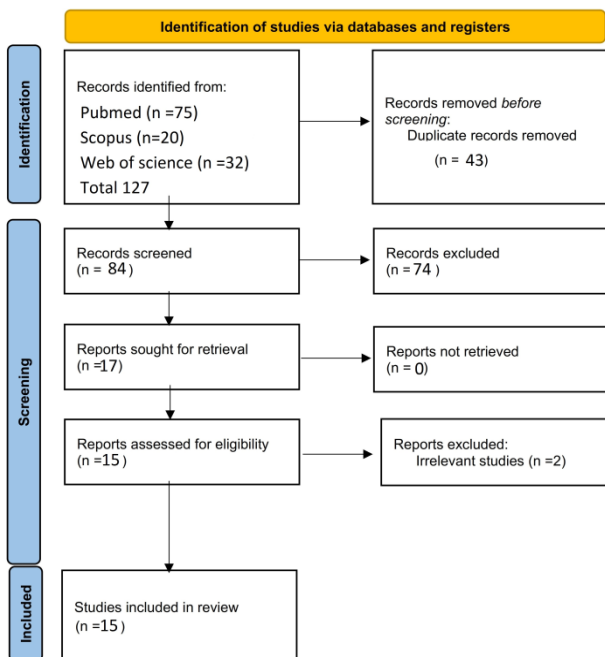 Identification of studies via databases and registers
Identification
Records identified from:
Pubmed (n =75)
Scopus (n=20)
Web of science (n =32)
Total 127
Records removed before
screening:
Duplicate records removed
(n = 43)
Screening
Records screened
(n = 84)
Records excluded
(n =74)
Reports sought for retrieval
(n =17)
Reports not retrieved
(n = 0)
Reports assessed for eligibility
(n =15)
Reports excluded:
Irrelevant studies (n =2)
Included
Studies included in review
(n =15)